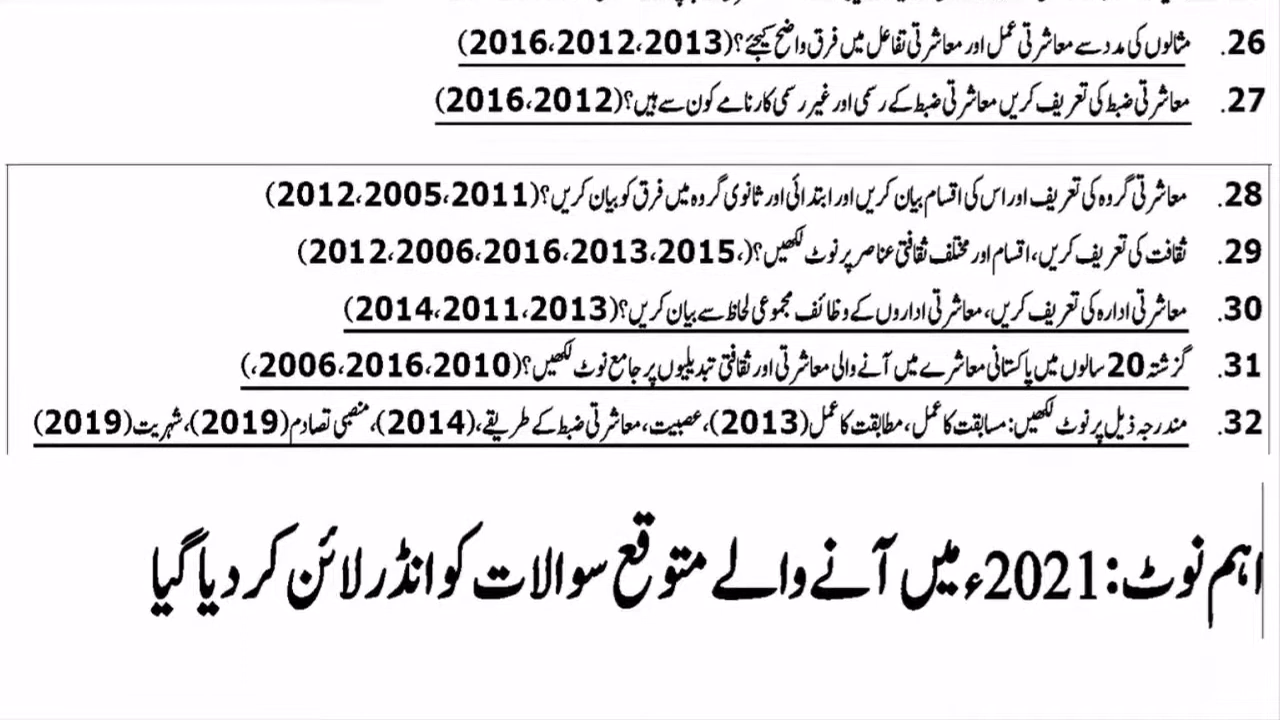 26. مثالوں کی مدد سے معاشرتی عمل اور معاشرتی تفاعل میں فرق واضح کیجئے؟(2016،2012،2013)
27. معاشرتی ضبط کی تعریف کریں معاشرتی ضبط کے رسمی اور غیر رسمی کارنامے کون سے ہیں؟(2016،2012)
28. معاشرتی گروہ کی تعریف اور اس کی اقسام بیان کریں اور ابتدائی اور ثانوی گروہ میں فرق کو بیان کریں؟(2012،2005،2011)
29. ثقافت کی تعریف کریں،اقسام اور مختلف ثقافتی عناصر پر نوٹ لکھیں؟(2012،2006،2016،2013،2015،)
30. معاشرتی ادارہ کی تعریف کریں، معاشرتی اداروں کے وظائف مجموعی لحاظ سے بیان کریں؟(2014،2011،2013)
31. گزشتہ 20 سالوں میں پاکستانی معاشرے میں آنے والی معاشرتی اور ثقافتی تبدیلیوں پر جامع نوٹ لکھیں؟(2006،2016،2010،)
32. مندرجہ ذیل پر نوٹ لکھیں: مسابقت کا عمل، مطابقت کا عمل(2013)، عصبیت، معاشرتی ضبط کے طریقے،(2014)، منصبی تصادم(2019)، شہریت(2019)
اہم نوٹ: 2021ء میں آنے والے متوقع سوالات کو انڈر لائن کر دیا گیا